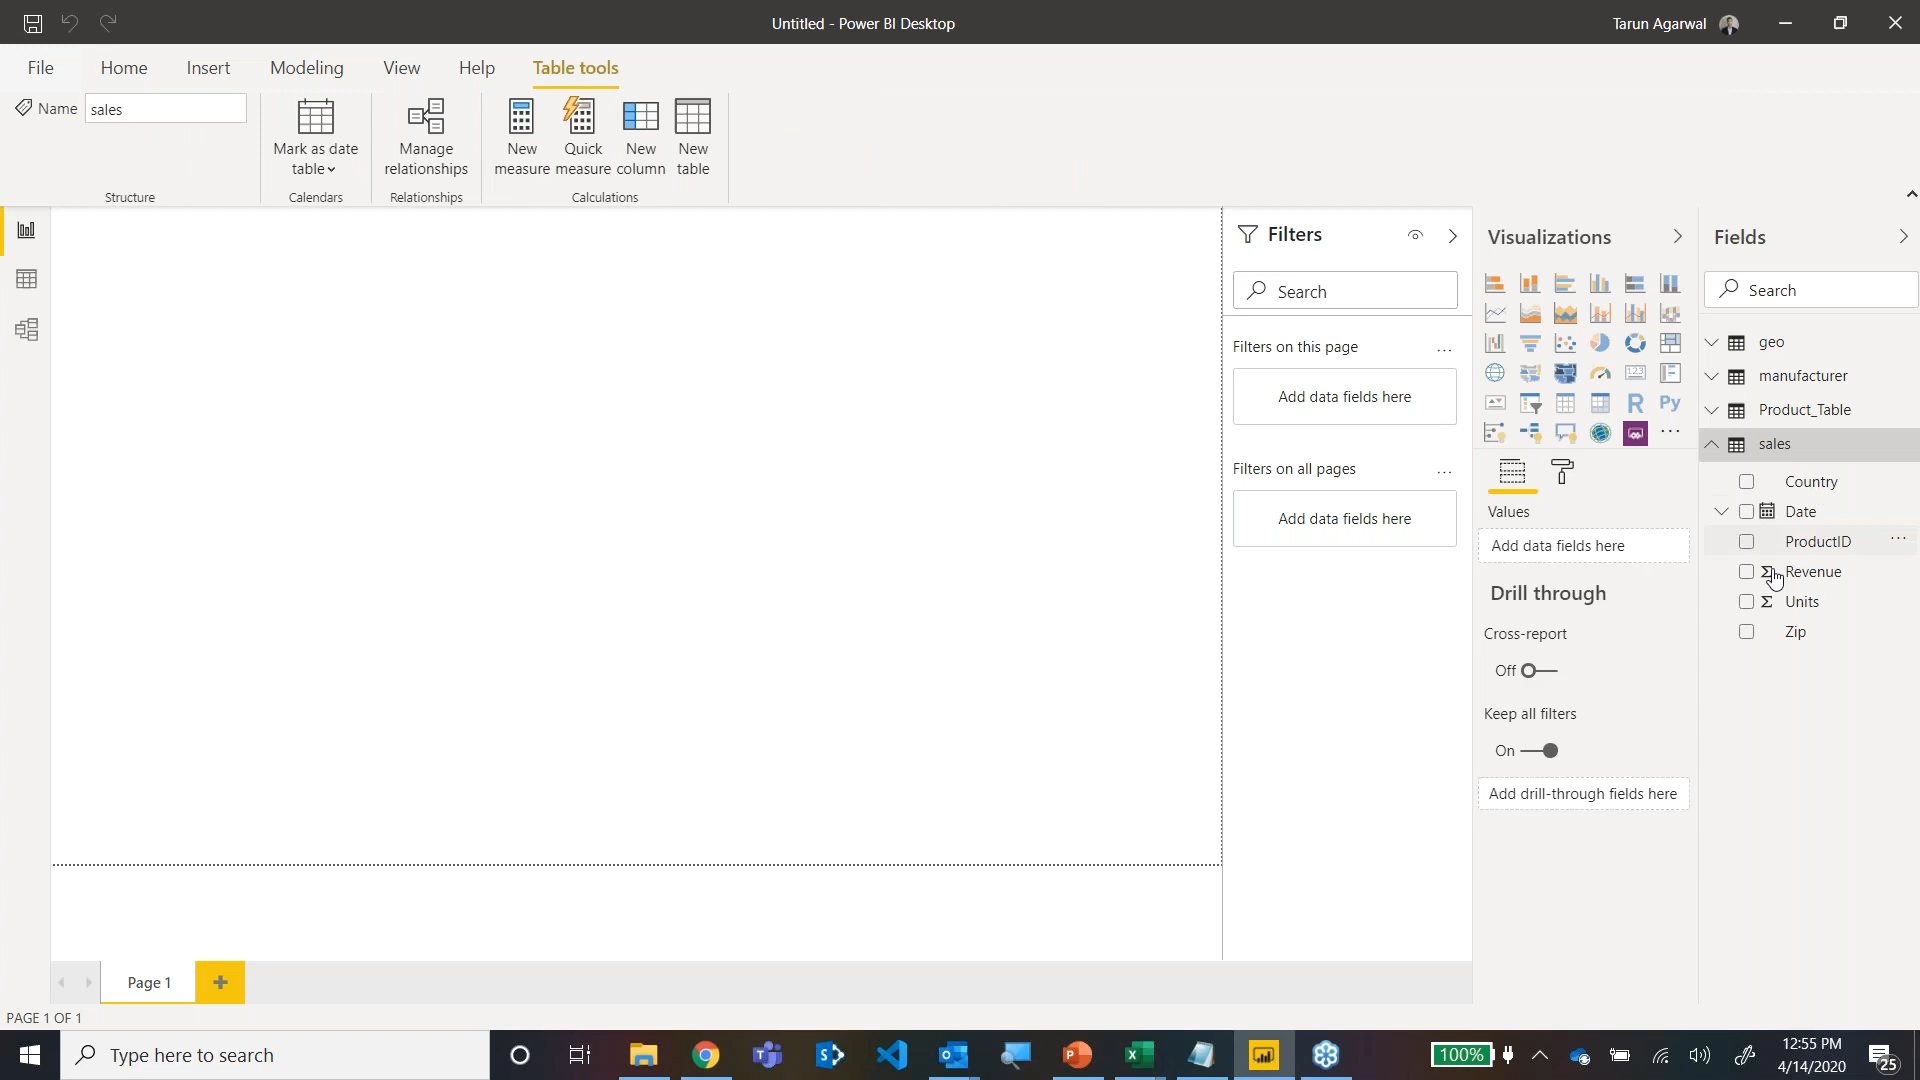 Untitled - Power BI Desktop
Tarun Agarwal
File
Home
Insert
Modeling
View
Help
Table tools
Name
sales
Mark as date
table
Manage
relationships
New
measure
Quick
measure
New
column
New
table
Structure
Calendars
Relationships
Calculations
Filters
Search
Filters on this page
...
Add data fields here
Filters on all pages
...
Add data fields here
Visualizations
123
R
Py
...
Values
Add data fields here
Drill through
Cross-report
Off
Keep all filters
On
Add drill-through fields here
Fields
Search
geo
manufacturer
Product_Table
sales
Country
Date
ProductID
...
Σ Revenue
Σ Units
Zip
Page 1
+
PAGE 1 OF 1
Type here to search
100%
12:55 PM
4/14/2020
25